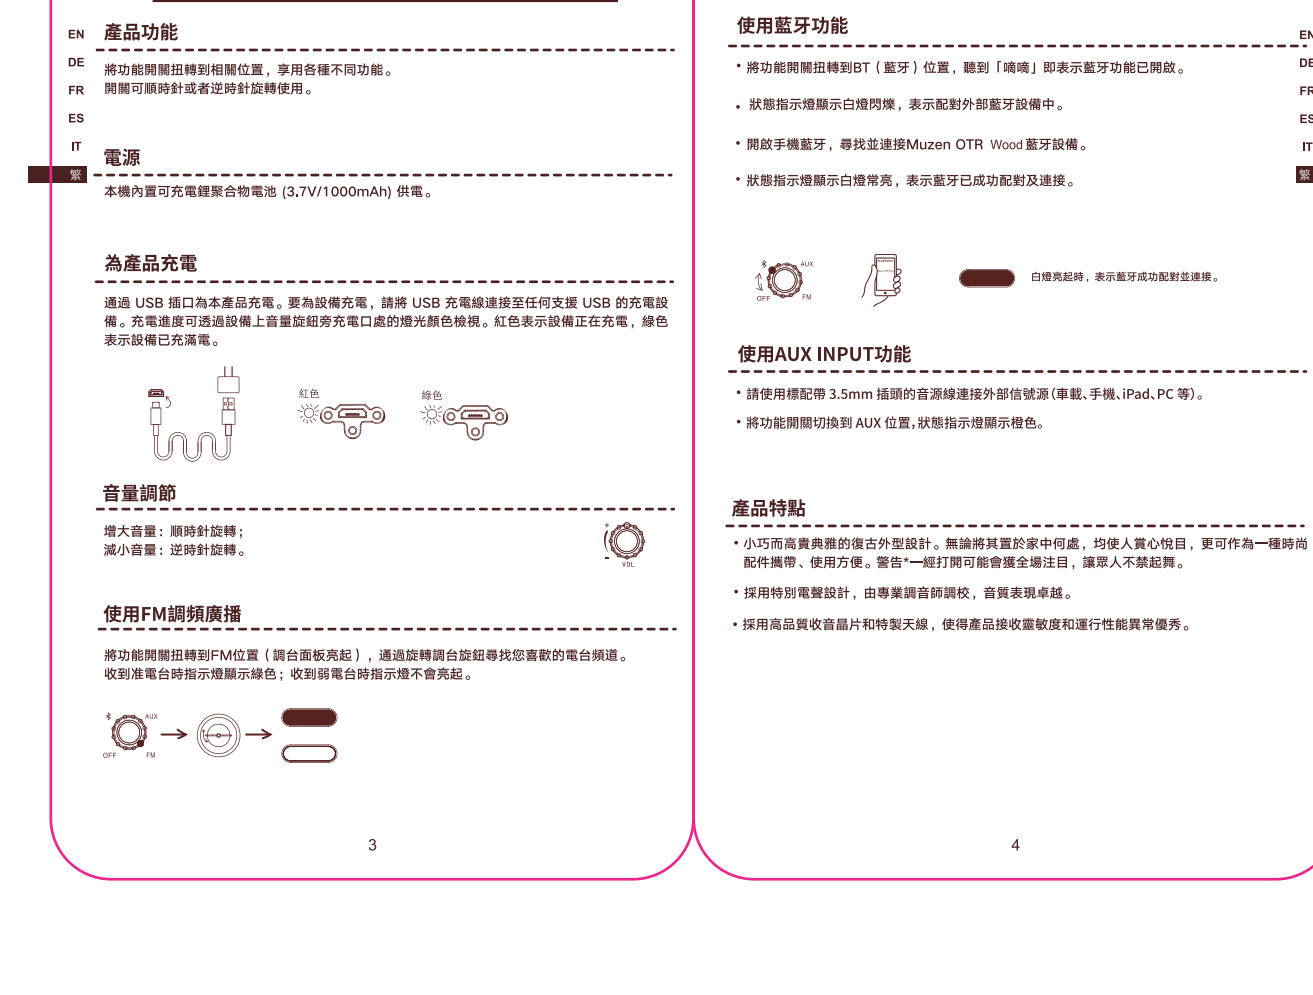 EN
DE
FR
ES
IT
繁
產品功能
將功能開關扭轉到相關位置，享用各種不同功能。
開關可順時針或者逆時針旋轉使用。
電源
本機內置可充電鋰聚合物電池 (3.7V/1000mAh) 供電。
為產品充電
通過 USB 插口為本產品充電。要為設備充電，請將 USB 充電線連接至任何支援 USB 的充電設
備。充電進度可透過設備上音量旋鈕旁充電口處的燈光顏色檢視。紅色表示設備正在充電，綠色
表示設備已充滿電。
紅色
綠色
音量調節
增大音量：順時針旋轉；
減小音量：逆時針旋轉。
+
-
VOL
使用FM調頻廣播
將功能開關扭轉到FM位置（調台面板亮起），通過旋轉調台旋鈕尋找您喜歡的電台頻道。
收到准電台時指示燈顯示綠色；收到弱電台時指示燈不會亮起。
AUX
OFF
FM
3
使用藍牙功能
• 將功能開關扭轉到BT（藍牙）位置，聽到「嘀嘀」即表示藍牙功能已開啟。
• 狀態指示燈顯示白燈閃爍，表示配對外部藍牙設備中。
• 開啟手機藍牙，尋找並連接Muzen OTR Wood 藍牙設備。
• 狀態指示燈顯示白燈常亮，表示藍牙已成功配對及連接。
AUX
OFF
FM
白燈亮起時，表示藍牙成功配對並連接。
使用AUX INPUT功能
• 請使用標配帶 3.5mm 插頭的音源線連接外部信號源（車載、手機、iPad、PC 等）。
• 將功能開關切換到 AUX 位置，狀態指示燈顯示橙色。
產品特點
• 小巧而高貴典雅的復古外型設計。無論將其置於家中何處，均使人賞心悅目，更可作為一種時尚
配件攜帶、使用方便。警告*一經打開可能會獲全場注目，讓眾人不禁起舞。
• 採用特別電聲設計，由專業調音師調校，音質表現卓越。
• 採用高品質收音晶片和特製天線，使得產品接收靈敏度和運行性能異常優秀。
4
EN
DE
FR
ES
IT
繁